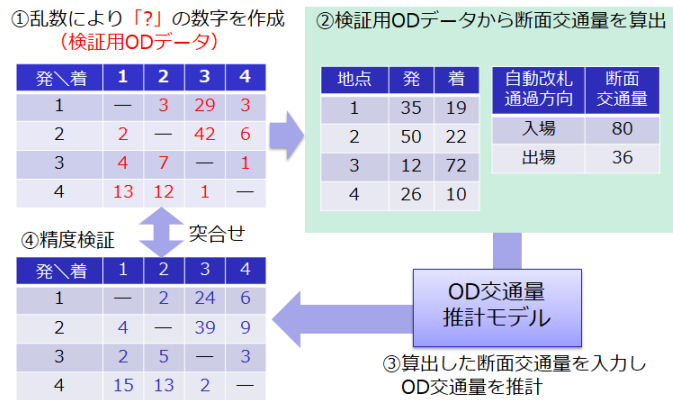 ①乱数により「?」の数字を作成
(検証用ODデータ)
発＼着 1 2 3 4
1 ― 3 29 3
2 2 ― 42 6
3 4 7 ― 1
4 13 12 1 ―
②検証用ODデータから断面交通量を算出
地点 発 着
1 35 19
2 50 22
3 12 72
4 26 10
自動改札
通過方向
断面
交通量
入場 80
出場 36
④精度検証
突合せ
発＼着 1 2 3 4
1 ― 2 24 6
2 4 ― 39 9
3 2 5 ― 3
4 15 13 2 ―
OD交通量
推計モデル
③算出した断面交通量を入力し
OD交通量を推計